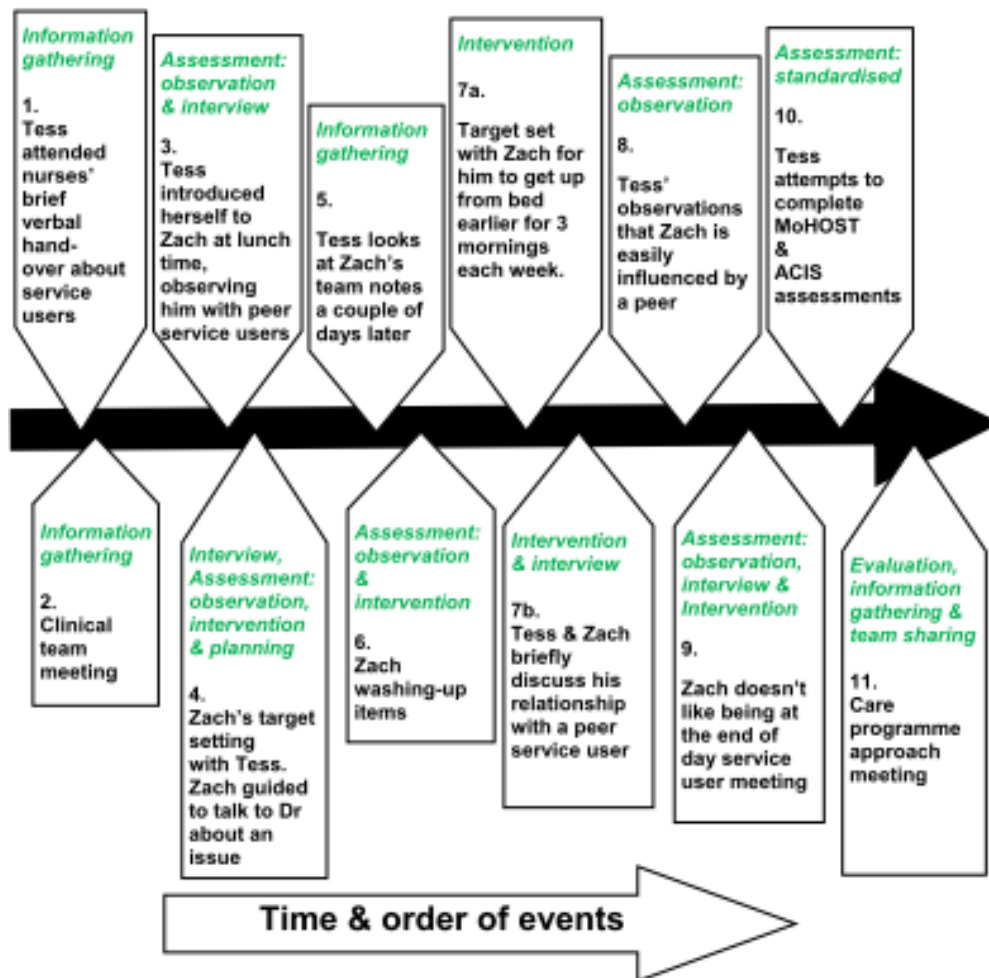 Information
gathering
1.
Tess
attended
nurses'
brief
verbal
hand-
over about
service
users
Information
gathering
2.
Clinical
team
meeting
Assessment:
observation
& interview
3.
Tess
introduced
herself to
Zach at lunch
time,
observing
him with peer
service users
Interview,
Assessment:
observation,
intervention
& planning
4.
Zach's target
setting
with Tess.
Zach guided
to talk to Dr
about an
issue
Information
gathering
5.
Tess looks
at Zach's
team notes
a couple of
days later
Assessment:
observation
&
intervention
6.
Zach
washing-up
items
Intervention
7a.
Target set
with Zach for
him to get up
from bed
earlier for 3
mornings
each week.
Intervention
& interview
7b.
Tess & Zach
briefly
discuss his
relationship
with a peer
service user
Assessment:
observation
8.
Tess'
observations
that Zach is
easily
influenced by
a peer
Assessment:
observation,
interview &
Intervention
9.
Zach doesn't
like being at
the end of
day service
user meeting
Assessment:
standardised
10.
Tess
attempts to
complete
MoHOST
&
ACIS
assessments
Evaluation,
information
gathering &
team sharing
11.
Care
programme
approach
meeting
Time & order of events